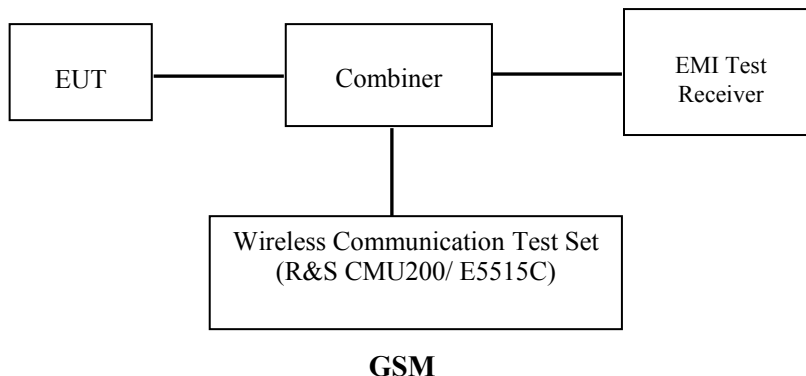 EUT
Combiner
EMI Test
Receiver
Wireless Communication Test Set
(R&S CMU200/ E5515C)
GSM